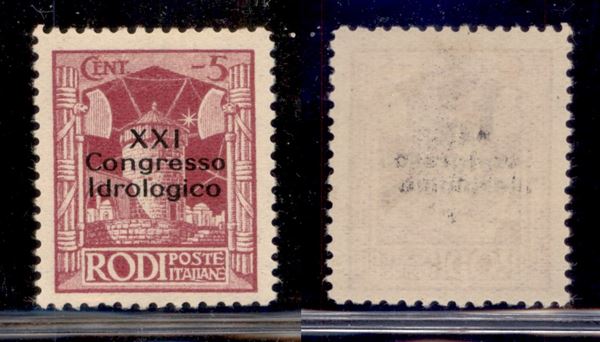 CENT. -5
XXI
Congresso
Idrologico
RODI POSTE
ITALIANE